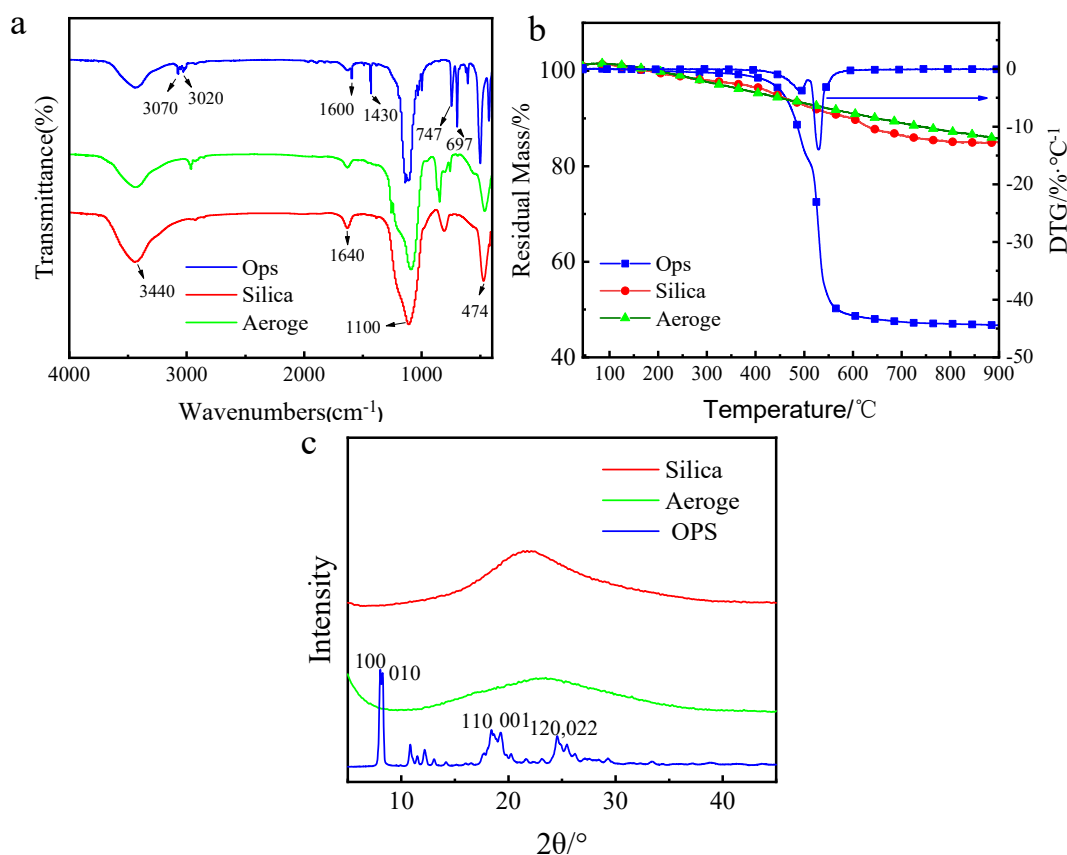 a
Transmittance(%)
3070
3020
1600
1430
747
697
3440
1640
1100
474
Ops
Silica
Aeroge
4000
3000
2000
1000
Wavenumbers(cm⁻¹)
b
Residual Mass/%
100
80
60
40
Ops
Silica
Aeroge
0
-10
-20
-30
-40
-50
DTG/%·°C⁻¹
100 200 300 400 500 600 700 800 900
Temperature/℃
c
Intensity
Silica
Aeroge
OPS
100
010
110 001
120,022
10
20
30
40
2θ/°